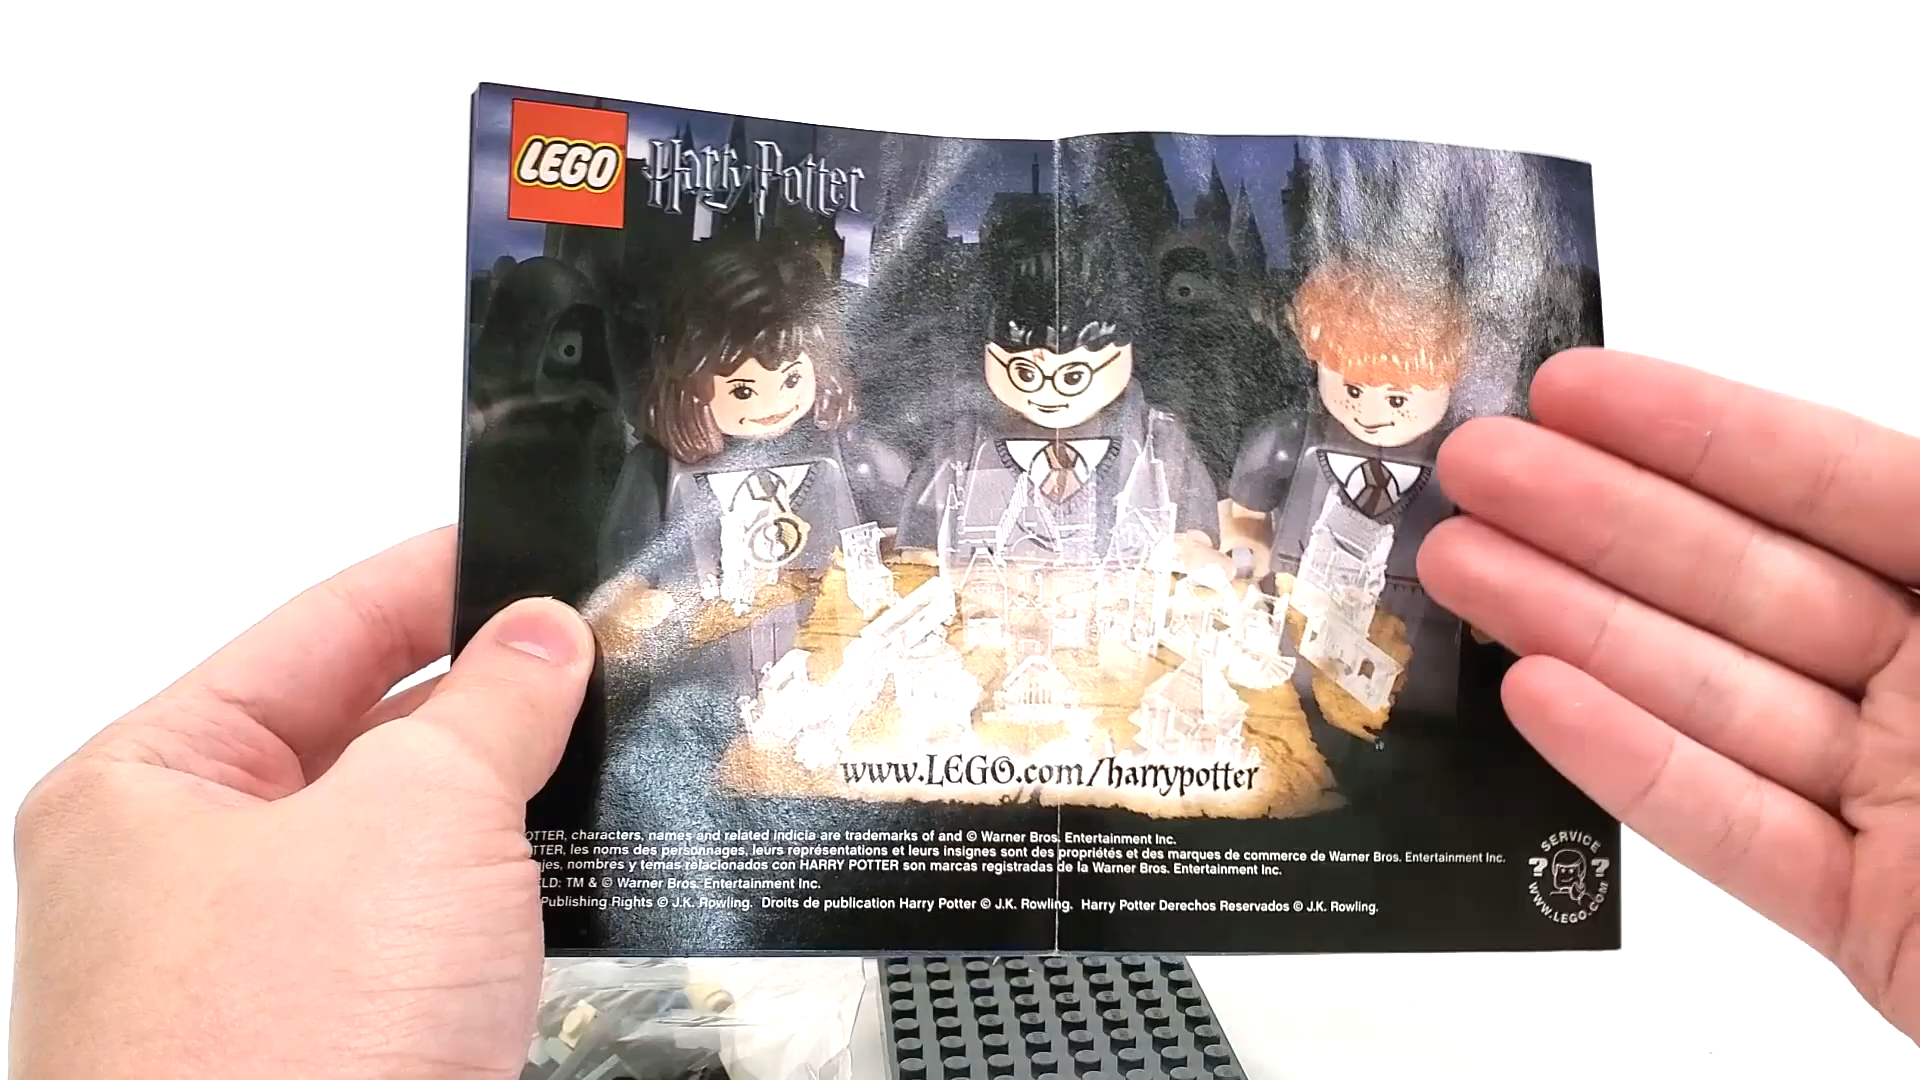 LEGO Harry Potter
www.LEGO.com/harrypotter
OTTER, characters, names and related indicia are trademarks of and © Warner Bros. Entertainment Inc.
TTER, les noms des personnages, leurs représentations et leurs insignes sont des propriétés et des marques de commerce de Warner Bros. Entertainment Inc.
jes, nombres y temas relacionados con HARRY POTTER son marcas registradas de la Warner Bros. Entertainment Inc.
LD: TM & © Warner Bros. Entertainment Inc.
Publishing Rights © J.K. Rowling. Droits de publication Harry Potter © J.K. Rowling. Harry Potter Derechos Reservados © J.K. Rowling.
SERVICE
? ?
WWW.LEGO.COM